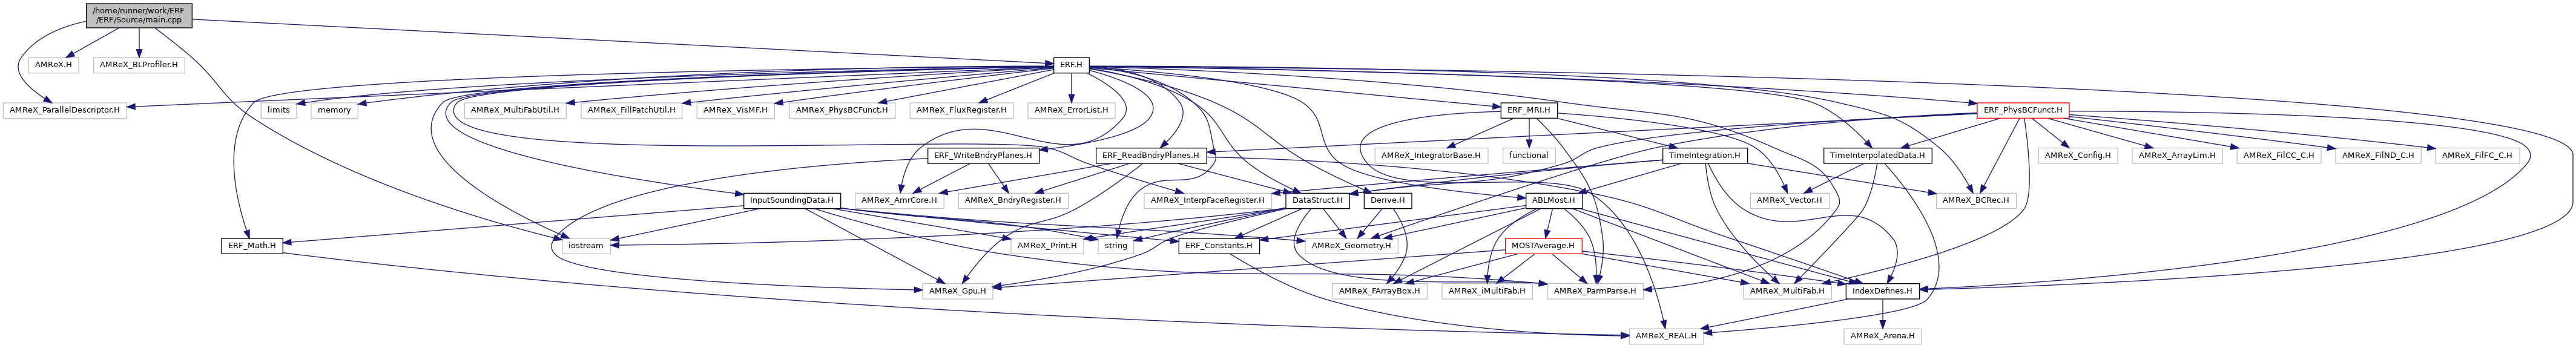 /home/runner/work/ERF
/ERF/Source/main.cpp
ERF.H
AMReX.H
AMReX_BLProfiler.H
AMReX_ParallelDescriptor.H
limits
memory
AMReX_MultiFabUtil.H
AMReX_FillPatchUtil.H
AMReX_VisMF.H
AMReX_PhysBCFunct.H
AMReX_FluxRegister.H
AMReX_ErrorList.H
ERF_MRI.H
ERF_PhysBCFunct.H
ERF_WriteBndryPlanes.H
ERF_ReadBndryPlanes.H
AMReX_IntegratorBase.H
functional
TimeIntegration.H
TimeInterpolatedData.H
AMReX_Config.H
AMReX_ArrayLim.H
AMReX_FilCC_C.H
AMReX_FilND_C.H
AMReX_FilFC_C.H
InputSoundingData.H
AMReX_AmrCore.H
AMReX_BndryRegister.H
AMReX_InterpFaceRegister.H
DataStruct.H
Derive.H
ABLMost.H
AMReX_Vector.H
AMReX_BCRec.H
ERF_Math.H
iostream
AMReX_Print.H
string
ERF_Constants.H
AMReX_Geometry.H
MOSTAverage.H
AMReX_Gpu.H
AMReX_FArrayBox.H
AMReX_iMultiFab.H
AMReX_ParmParse.H
AMReX_MultiFab.H
IndexDefines.H
AMReX_REAL.H
AMReX_Arena.H